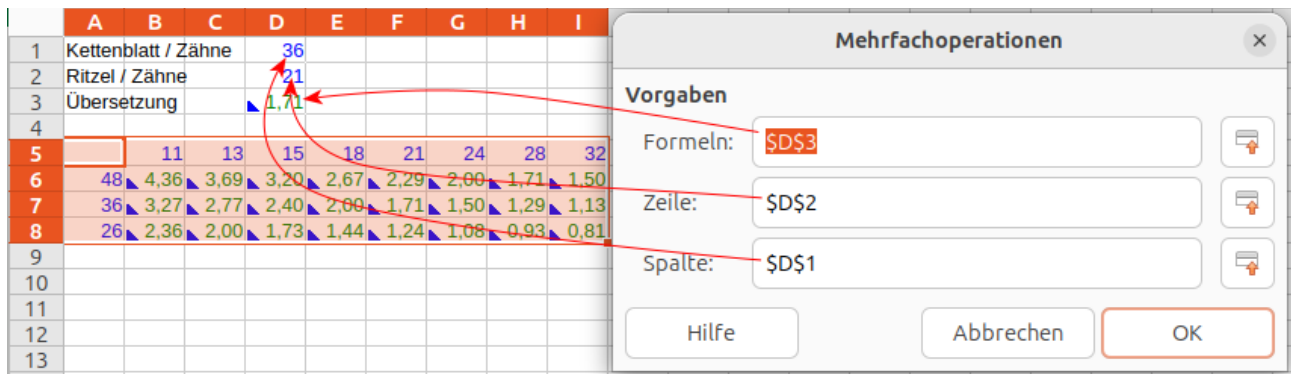 A B C D E F G H I
1 Kettenblatt / Zähne 36
2 Ritzel / Zähne 21
3 Übersetzung 1,71
4
5 11 13 15 18 21 24 28 32
6 48 4,36 3,69 3,20 2,67 2,29 2,00 1,71 1,50
7 36 3,27 2,77 2,40 2,00 1,71 1,50 1,29 1,13
8 26 2,36 2,00 1,73 1,44 1,24 1,08 0,93 0,81
9
10
11
12
13
Mehrfachoperationen
Vorgaben
Formeln: $D$3
Zeile: $D$2
Spalte: $D$1
Hilfe Abbrechen OK